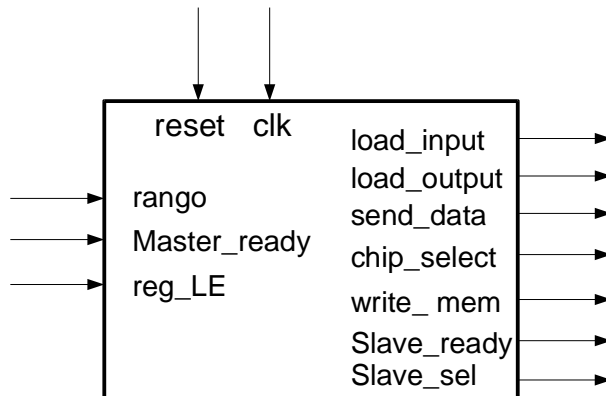 reset clk
load_input
load_output
rango
send_data
Master_ready
chip_select
reg_LE
write_ mem
Slave_ready
Slave_sel